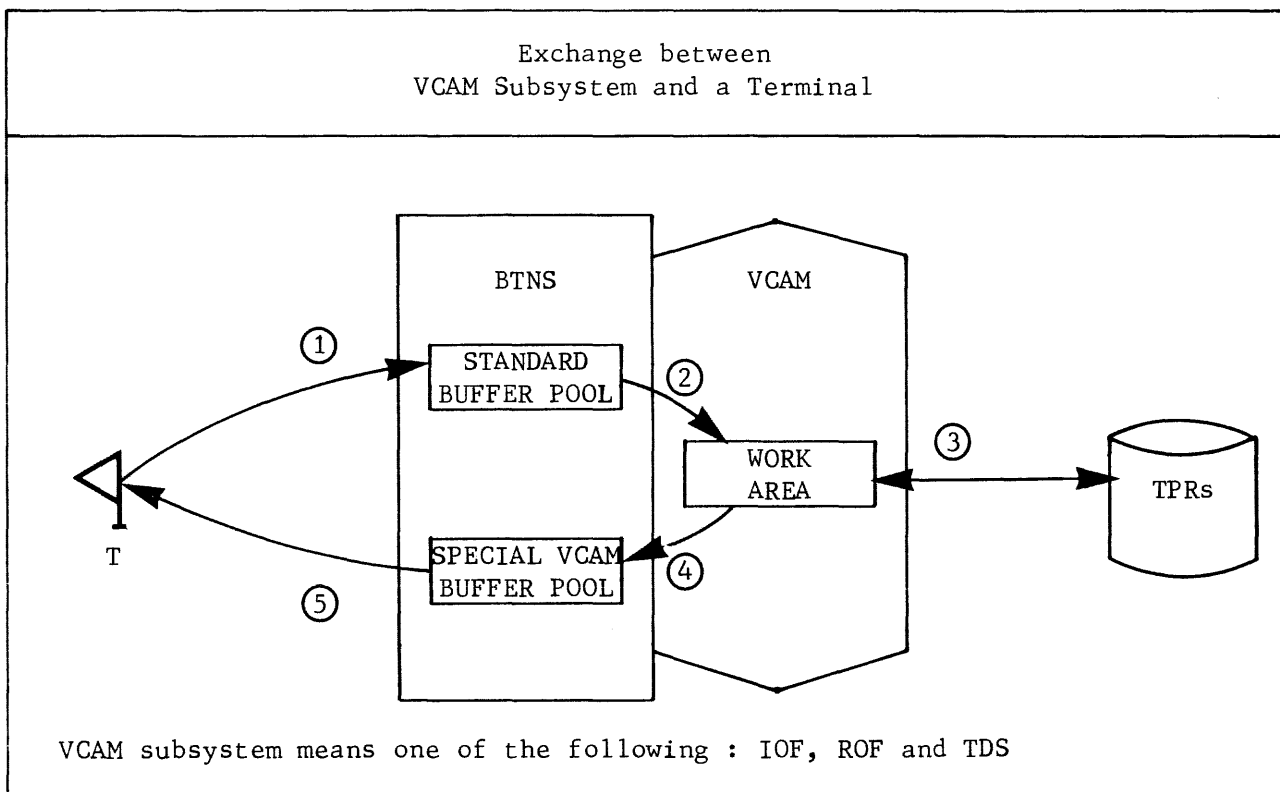 Exchange between
VCAM Subsystem and a Terminal
BTNS
VCAM
1
STANDARD
BUFFER POOL
2
WORK
AREA
3
TPRs
T
SPECIAL VCAM
BUFFER POOL
4
5
VCAM subsystem means one of the following : IOF, ROF and TDS